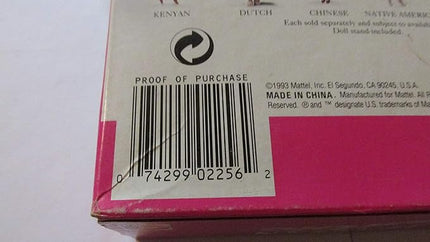 KENYAN DUTCH CHINESE NATIVE AMERIC
Each sold separately and subject to availa
Doll stand included.
PROOF OF PURCHASE
©1993 Mattel, Inc. El Segundo, CA 90245. U.S.A.
MADE IN CHINA. Manufactured for Mattel. All R
Reserved. ® and ™ designate U.S. trademarks of Ma
0 74299 02256 2